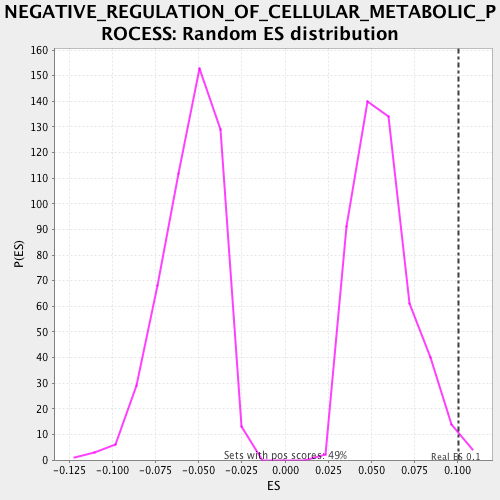 NEGATIVE_REGULATION_OF_CELLULAR_METABOLIC_P
ROCESS: Random ES distribution
160
150
140
130
120
110
100
90
80
70
60
50
40
30
20
10
0
P(ES)
Sets with pos scores: 49%
Real ES 0.1
-0.125 -0.100 -0.075 -0.050 -0.025 0.000 0.025 0.050 0.075 0.100
ES